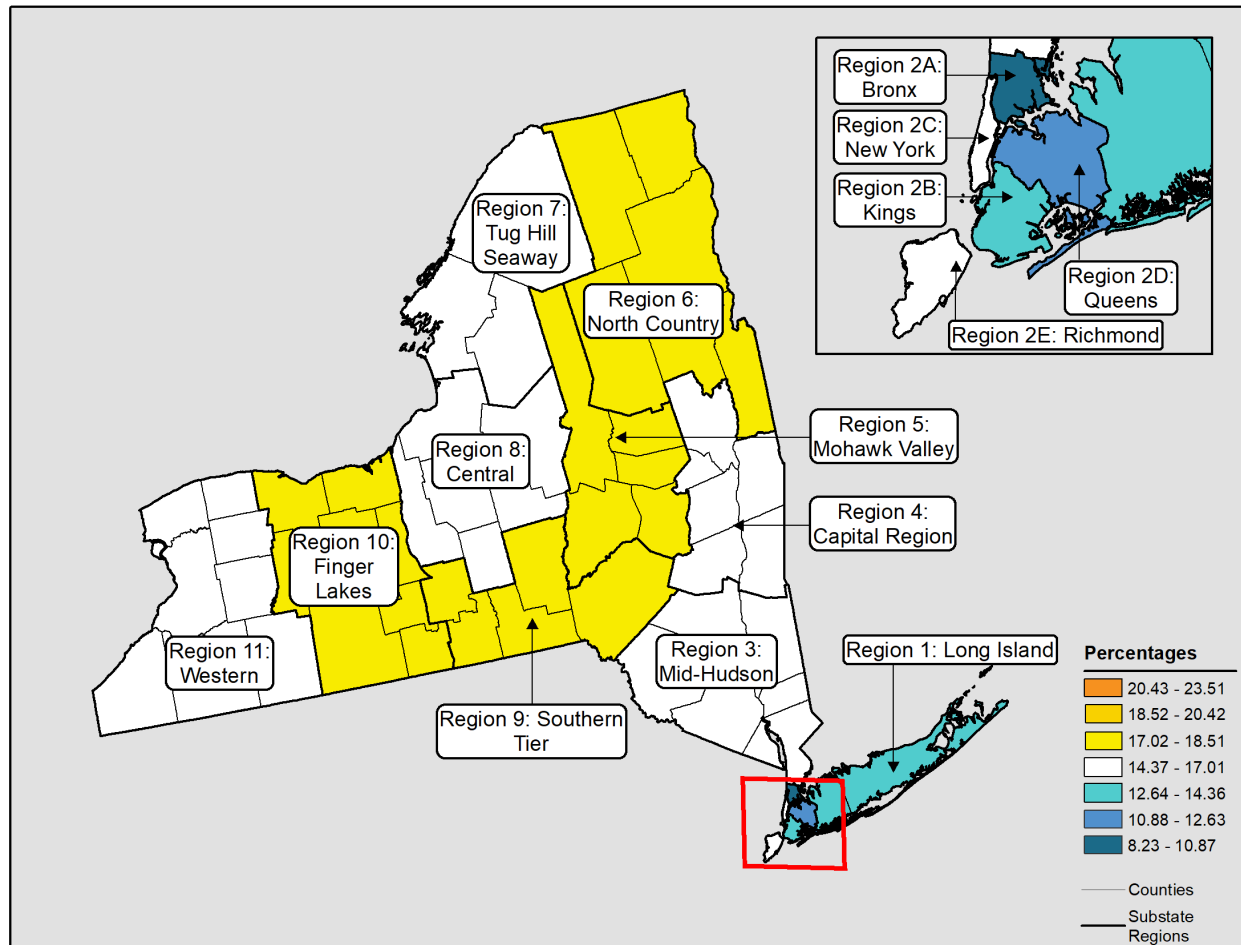 Region 2A:
Bronx
Region 2C:
New York
Region 2B:
Kings
Region 2D:
Queens
Region 2E: Richmond
Region 7:
Tug Hill
Seaway
Region 6:
North Country
Region 5:
Mohawk Valley
Region 8:
Central
Region 4:
Capital Region
Region 10:
Finger
Lakes
Region 11:
Western
Region 3:
Mid-Hudson
Region 1: Long Island
Region 9: Southern
Tier
Percentages
20.43 - 23.51
18.52 - 20.42
17.02 - 18.51
14.37 - 17.01
12.64 - 14.36
10.88 - 12.63
8.23 - 10.87
Counties
Substate
Regions